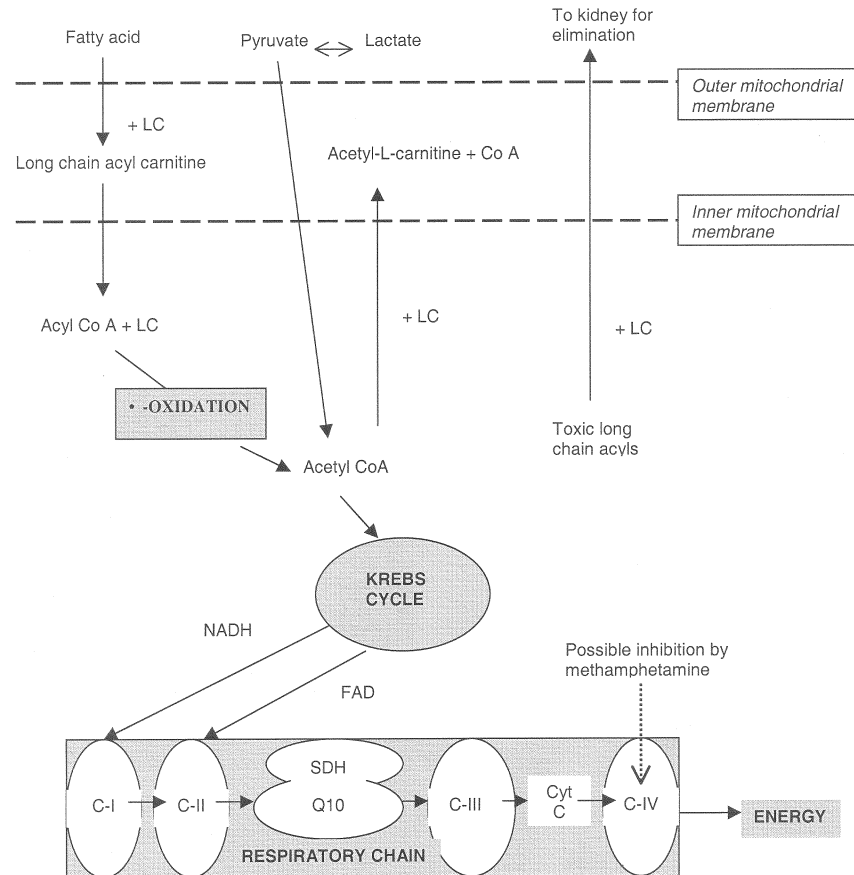 To kidney for
elimination
Fatty acid
Pyruvate
Lactate
Outer mitochondrial
membrane
+ LC
Long chain acyl carnitine
Acetyl-L-carnitine + Co A
Inner mitochondrial
membrane
Acyl Co A + LC
+ LC
+ LC
• -OXIDATION
Toxic long
chain acyls
Acetyl CoA
KREBS
CYCLE
NADH
FAD
Possible inhibition by
methamphetamine
C-I
C-II
SDH
Q10
C-III
Cyt
C
C-IV
ENERGY
RESPIRATORY CHAIN